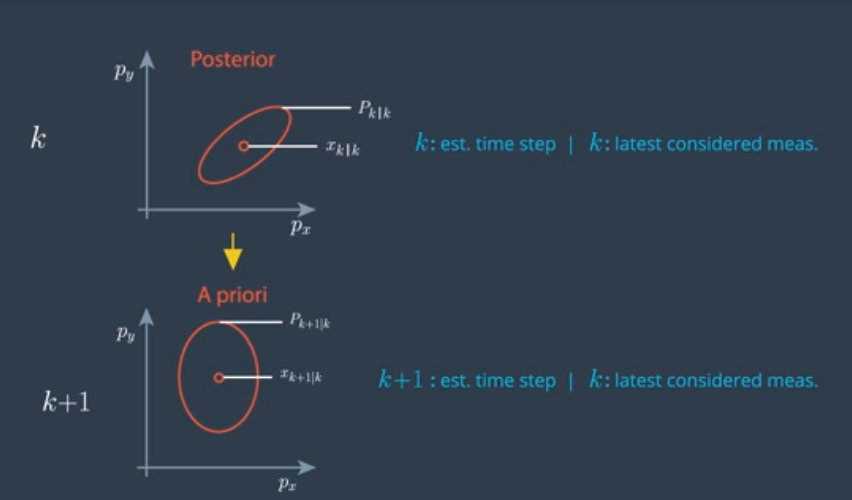 Posterior
p_y
P_{k|k}
k
x_{k|k}
k: est. time step | k: latest considered meas.
p_x
A priori
P_{k+1|k}
p_y
x_{k+1|k}
k+1 : est. time step | k: latest considered meas.
k+1
p_x